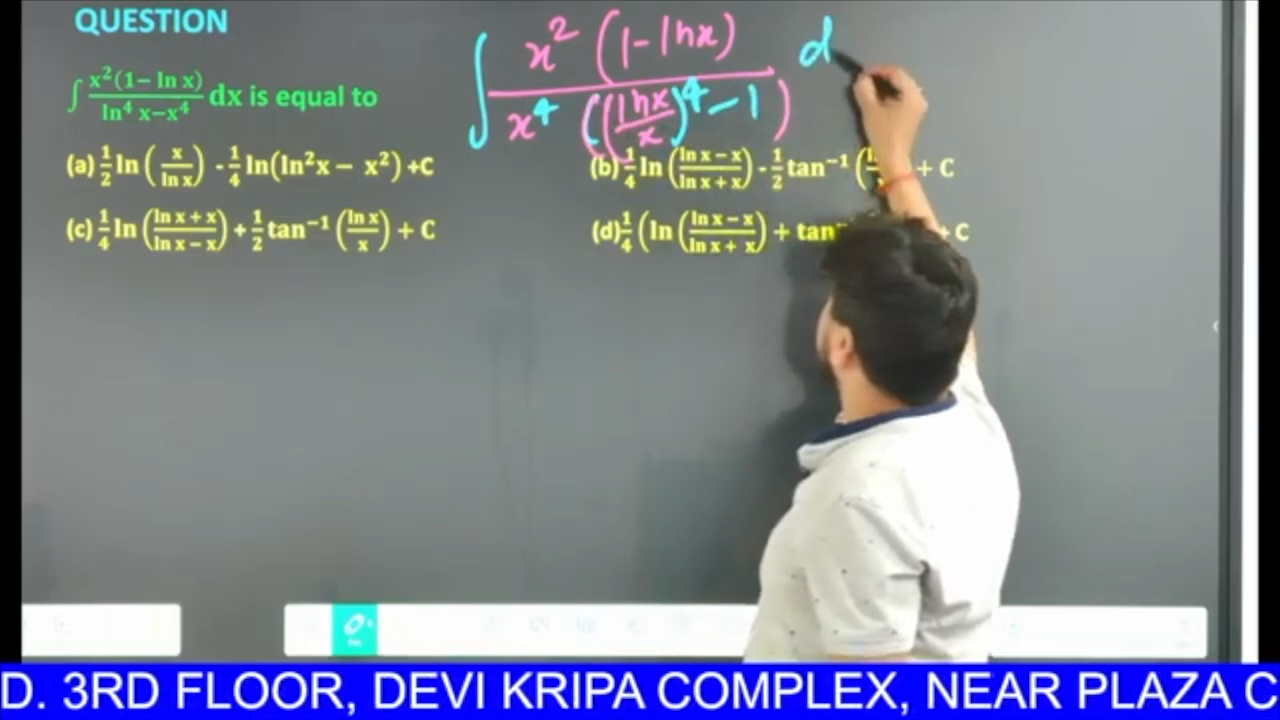 QUESTION
∫ x²(1− ln x) / ln⁴ x−x⁴ dx is equal to
(a) 1/2 ln (x / ln x) - 1/4 ln(ln²x − x²) +C
(b) 1/4 ln (ln x − x / ln x + x) - 1/2 tan⁻¹ ( + C
(c) 1/4 ln (ln x + x / ln x − x) + 1/2 tan⁻¹ (ln x / x) + C
(d) 1/4 (ln (ln x − x / ln x + x) + tan + C
∫ x² (1 - lnx) / x⁴ ((lnx / x)⁴ - 1) d
D. 3RD FLOOR, DEVI KRIPA COMPLEX, NEAR PLAZA C